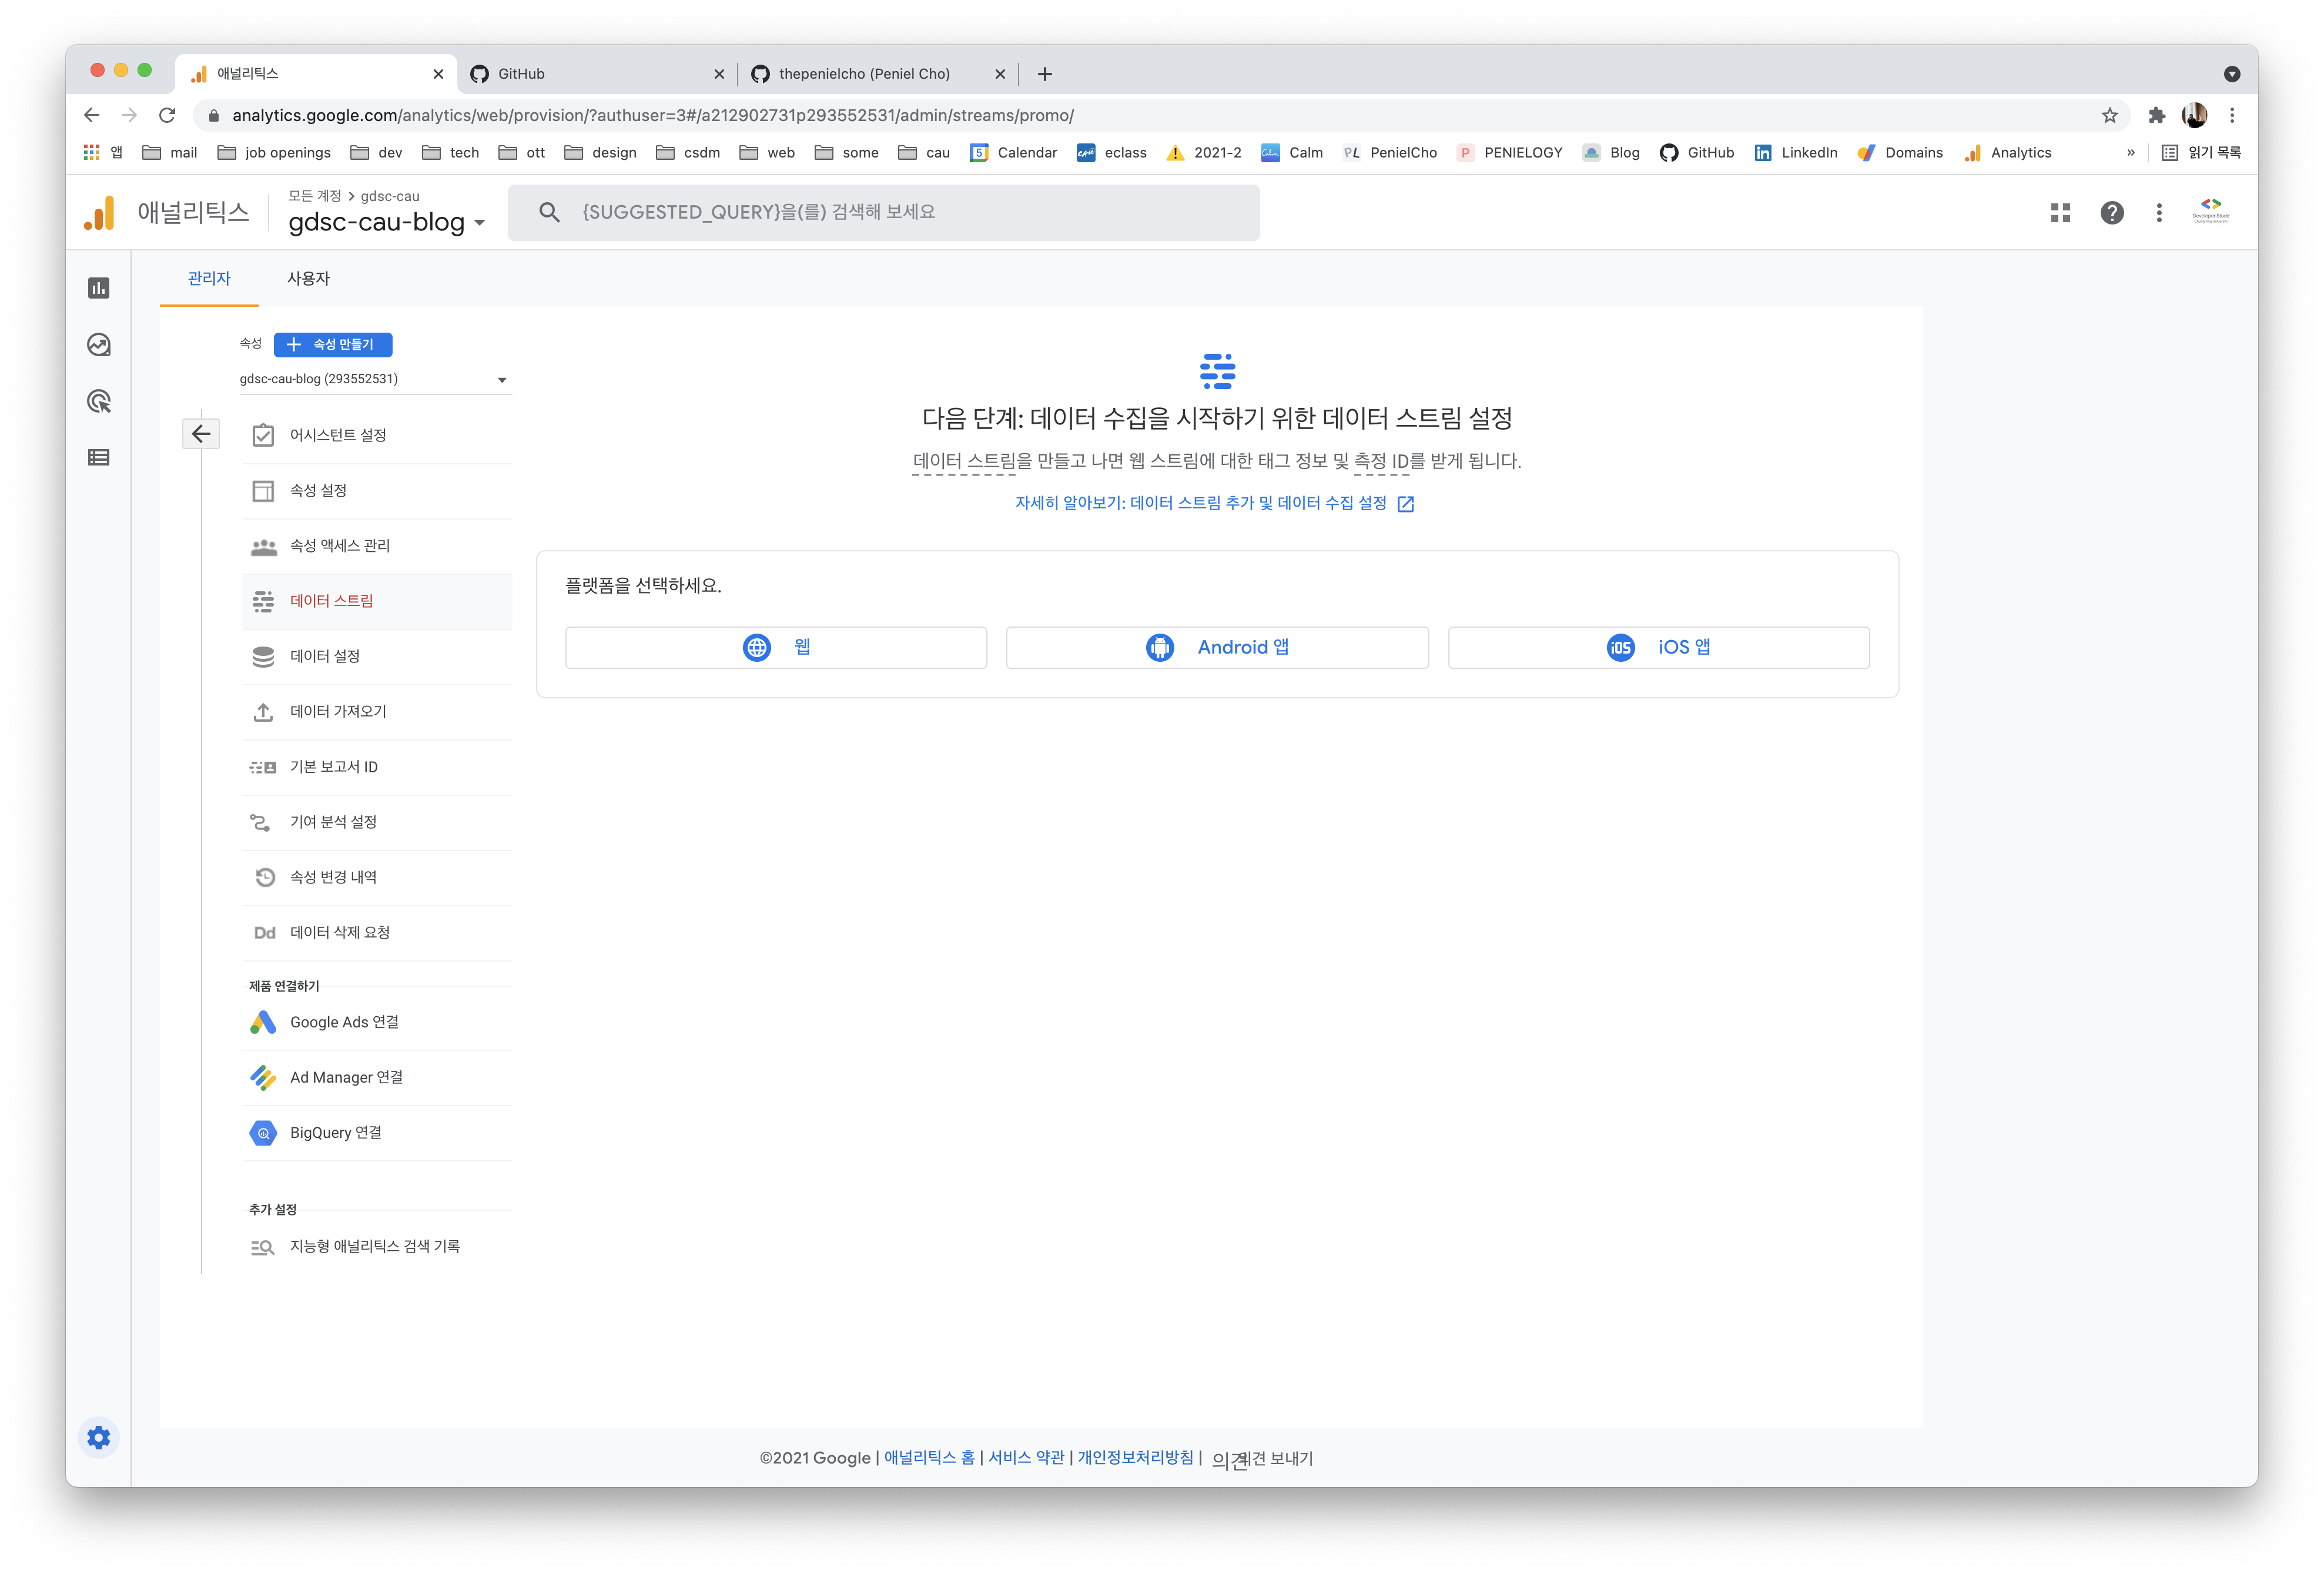 애널리틱스
GitHub
thepenielcho (Peniel Cho)
analytics.google.com/analytics/web/provision/?authuser=3#/a212902731p293552531/admin/streams/promo/
앱 mail job openings dev tech ott design csdm web some cau Calendar eclass 2021-2 Calm PenielCho PENIELOGY Blog GitHub LinkedIn Domains Analytics » 읽기 목록
애널리틱스
모든 계정 > gdsc-cau
gdsc-cau-blog
{SUGGESTED_QUERY}을(를) 검색해 보세요
관리자 사용자
속성 + 속성 만들기
gdsc-cau-blog (293552531)
어시스턴트 설정
속성 설정
속성 액세스 관리
데이터 스트림
데이터 설정
데이터 가져오기
기본 보고서 ID
기여 분석 설정
속성 변경 내역
Dd 데이터 삭제 요청
제품 연결하기
Google Ads 연결
Ad Manager 연결
BigQuery 연결
추가 설정
지능형 애널리틱스 검색 기록
다음 단계: 데이터 수집을 시작하기 위한 데이터 스트림 설정
데이터 스트림을 만들고 나면 웹 스트림에 대한 태그 정보 및 측정 ID를 받게 됩니다.
자세히 알아보기: 데이터 스트림 추가 및 데이터 수집 설정
플랫폼을 선택하세요.
웹
Android 앱
iOS iOS 앱
©2021 Google | 애널리틱스 홈 | 서비스 약관 | 개인정보처리방침 | 의견 의견 보내기